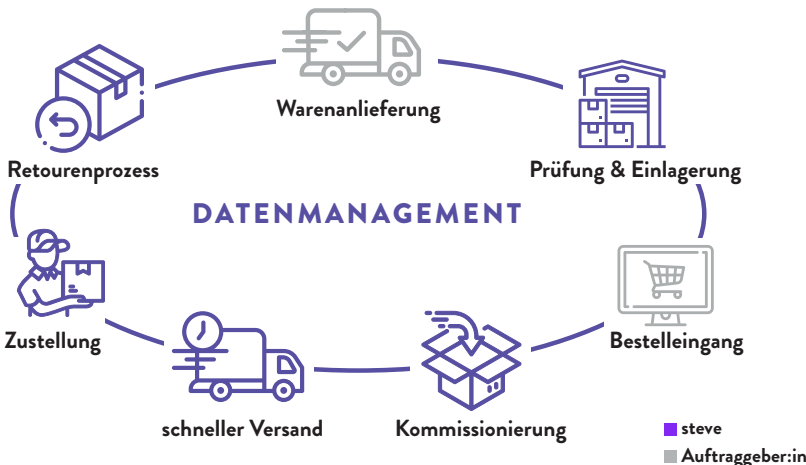 Warenanlieferung
Retourenprozess
Prüfung & Einlagerung
DATENMANAGEMENT
Zustellung
Bestelleingang
schneller Versand
Kommissionierung
steve
Auftraggeber:in